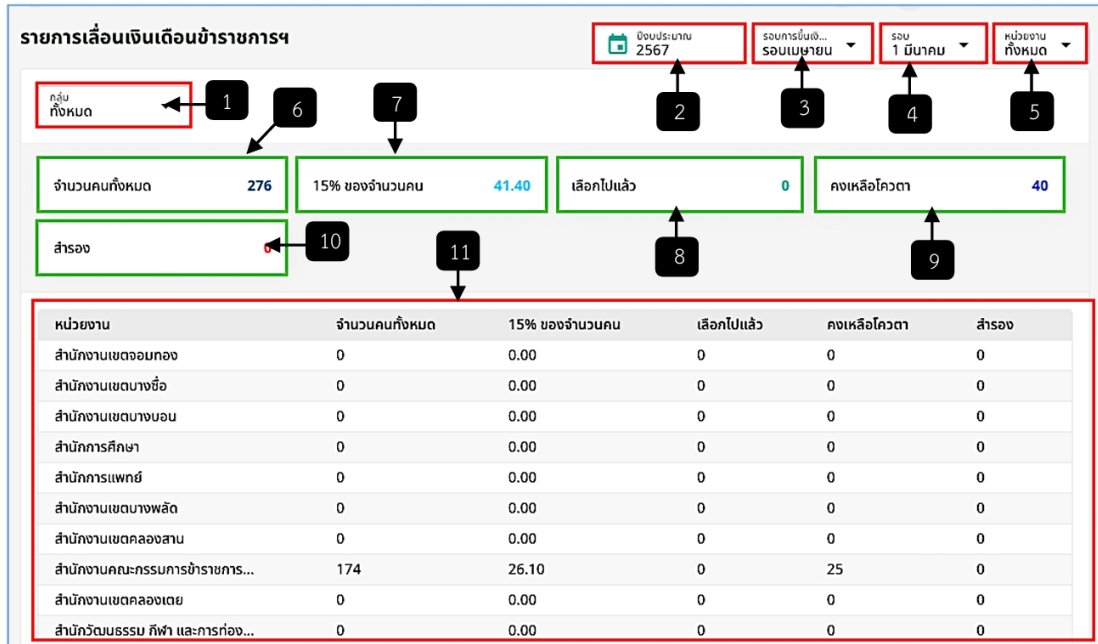 รายการเลื่อนเงินเดือนข้าราชการฯ
ปีงบประมาณ
2567
รอบการขึ้นเงิ...
รอบเมษายน
รอบ
1 มีนาคม
หน่วยงาน
ทั้งหมด
กลุ่ม
ทั้งหมด
1
6
7
2
3
4
5
จำนวนคนทั้งหมด 276
15% ของจำนวนคน 41.40
เลือกไปแล้ว 0
คงเหลือโควตา 40
สำรอง 0
10
11
8
9
หน่วยงาน จำนวนคนทั้งหมด 15% ของจำนวนคน เลือกไปแล้ว คงเหลือโควตา สำรอง
สำนักงานเขตจอมทอง 0 0.00 0 0 0
สำนักงานเขตบางซื่อ 0 0.00 0 0 0
สำนักงานเขตบางบอน 0 0.00 0 0 0
สำนักการศึกษา 0 0.00 0 0 0
สำนักการแพทย์ 0 0.00 0 0 0
สำนักงานเขตบางพลัด 0 0.00 0 0 0
สำนักงานเขตคลองสาน 0 0.00 0 0 0
สำนักงานคณะกรรมการข้าราชการ... 174 26.10 0 25 0
สำนักงานเขตคลองเตย 0 0.00 0 0 0
สำนักวัฒนธรรม กีฬา และการท่อง... 0 0.00 0 0 0